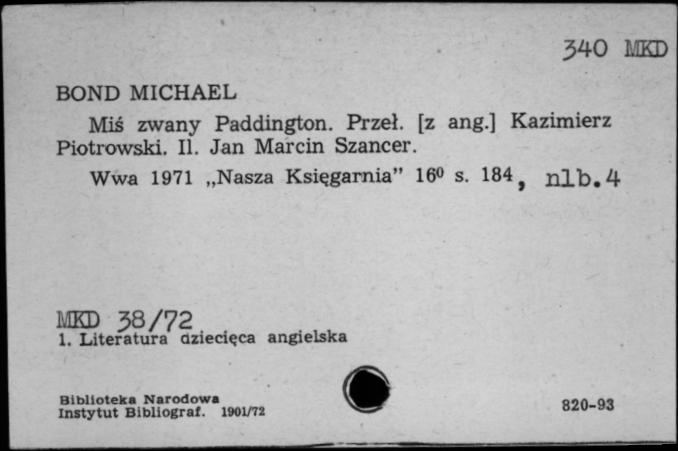 340 MKD
BOND MICHAEL
Miś zwany Paddington. Przeł. [z ang.] Kazimierz
Piotrowski. Il. Jan Marcin Szancer.
Wwa 1971 „Nasza Księgarnia” 16⁰ s. 184, nlb.4
MKD 38/72
1. Literatura dziecięca angielska
Biblioteka Narodowa
Instytut Bibliograf. 1901/72
820-93